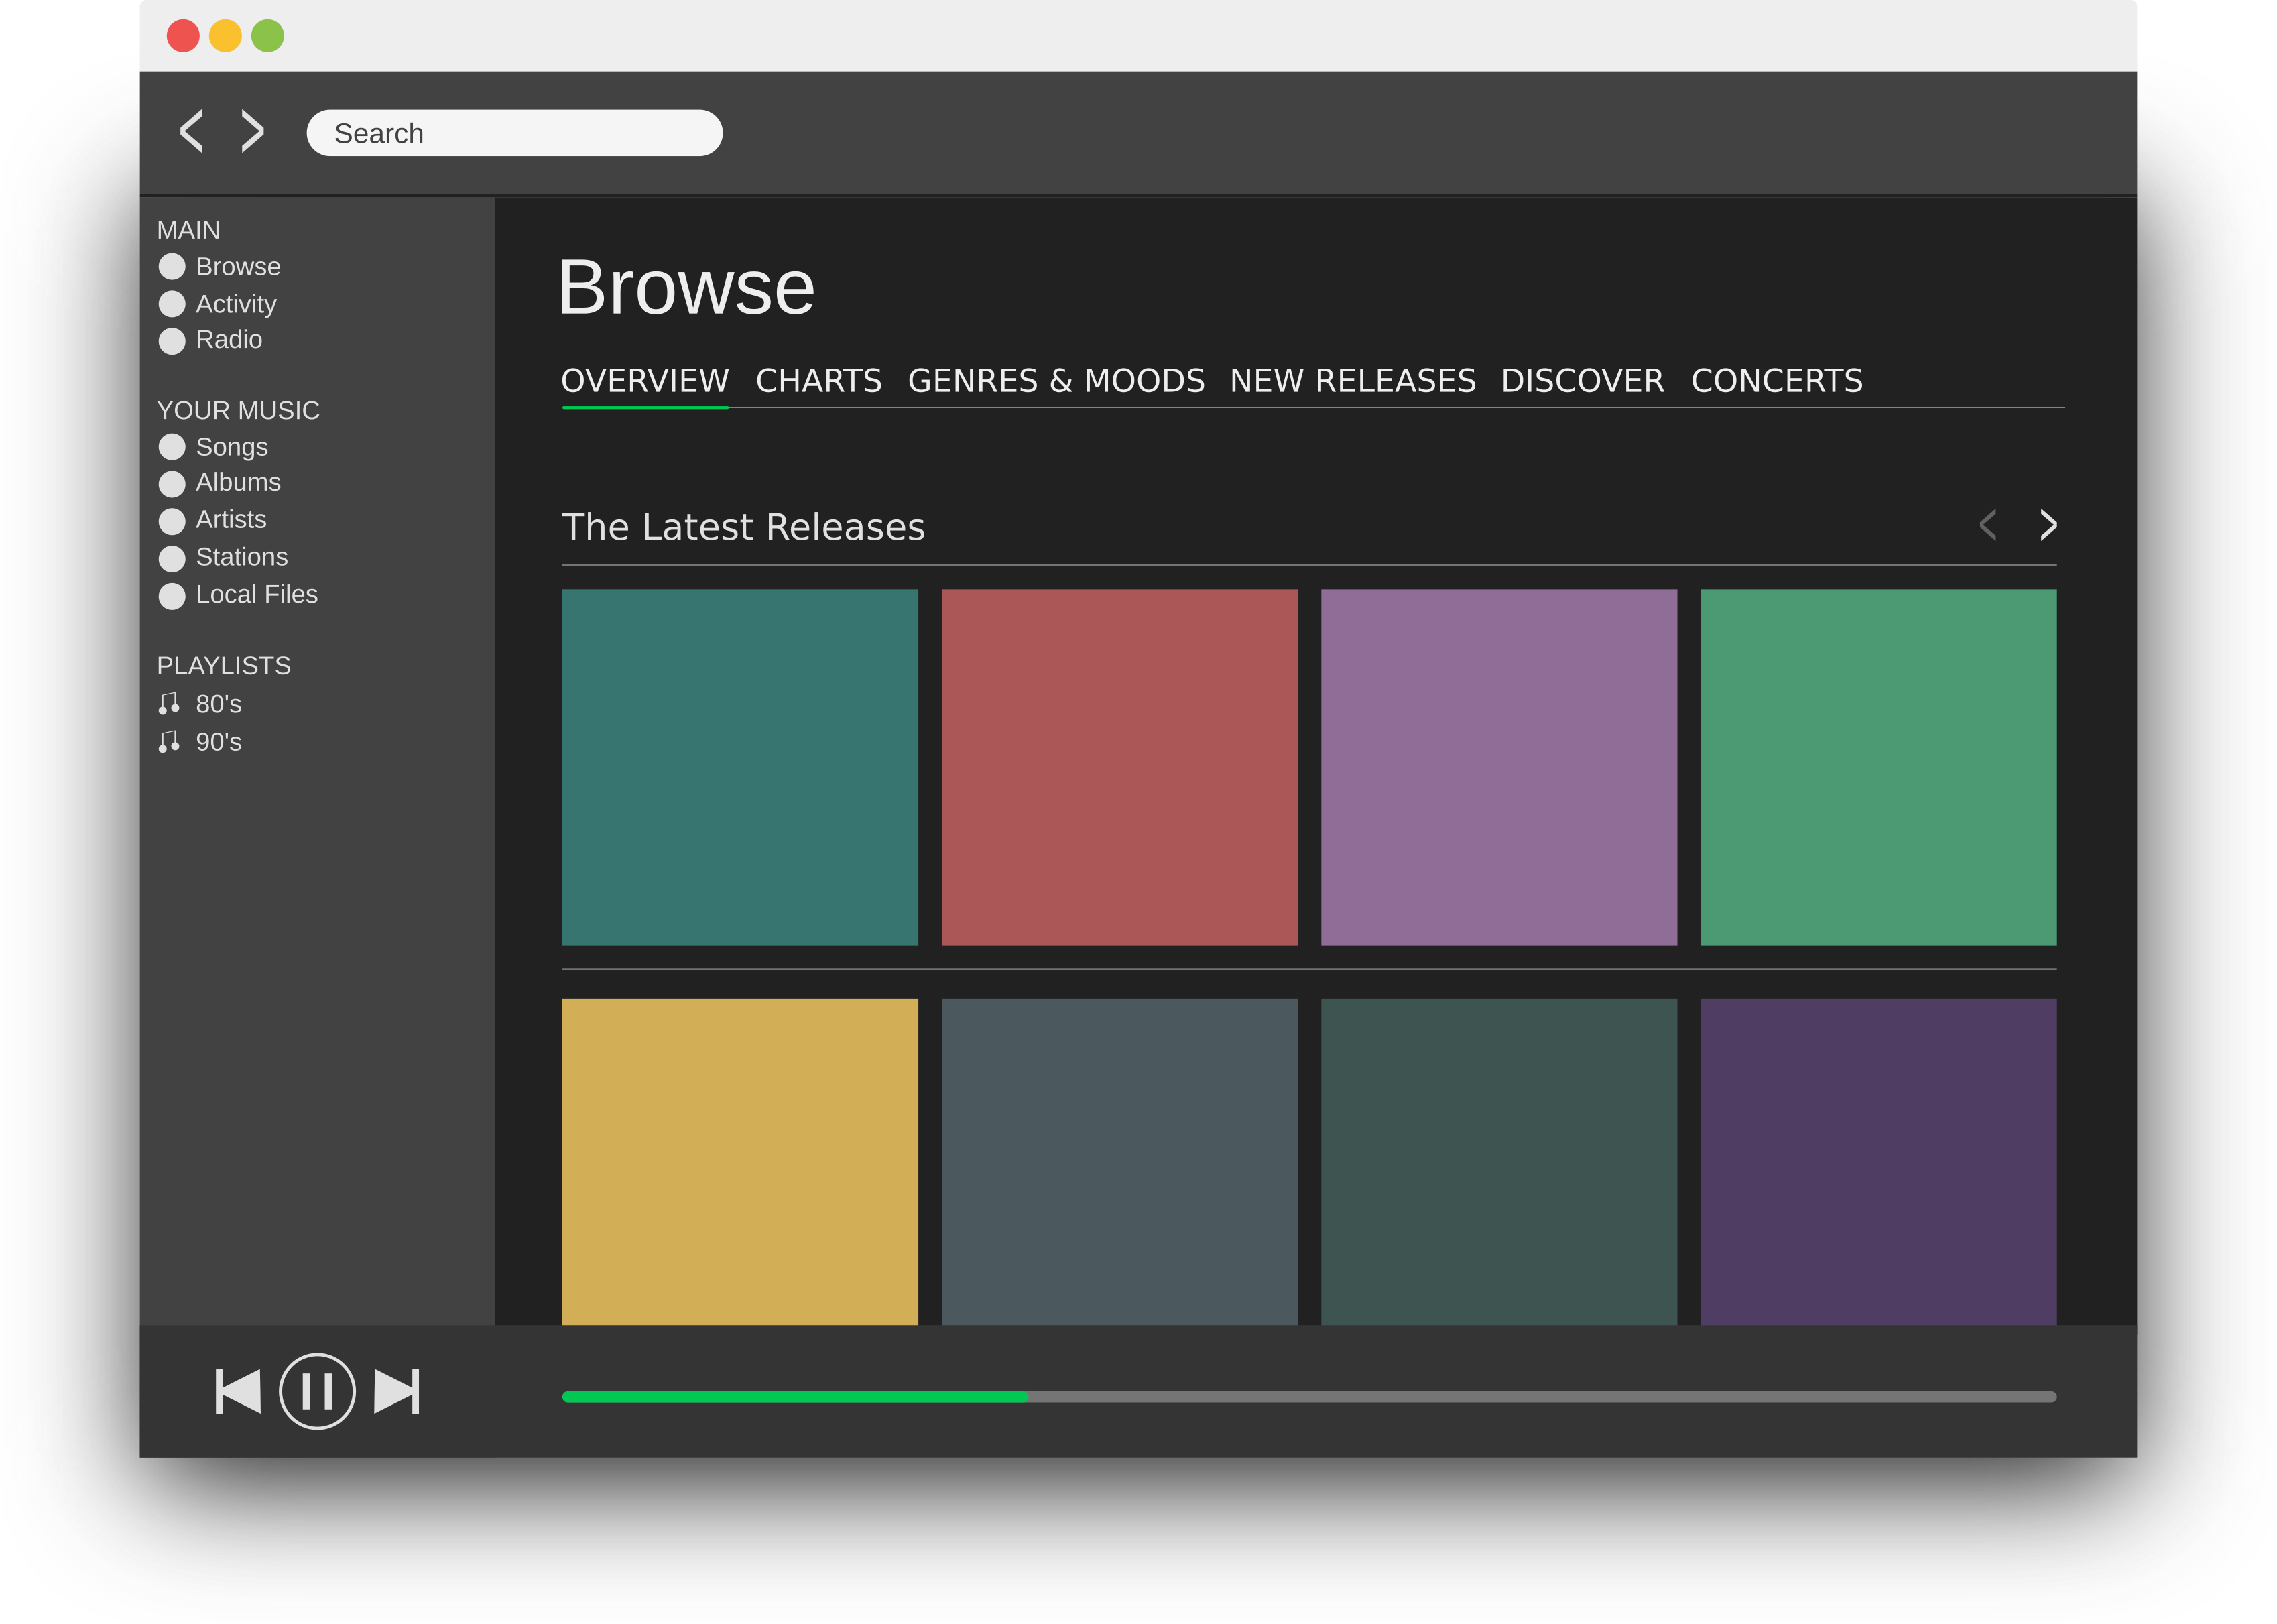 Search
MAIN
Browse
Activity
Radio
YOUR MUSIC
Songs
Albums
Artists
Stations
Local Files
PLAYLISTS
80's
90's
Browse
OVERVIEW CHARTS GENRES & MOODS NEW RELEASES DISCOVER CONCERTS
The Latest Releases